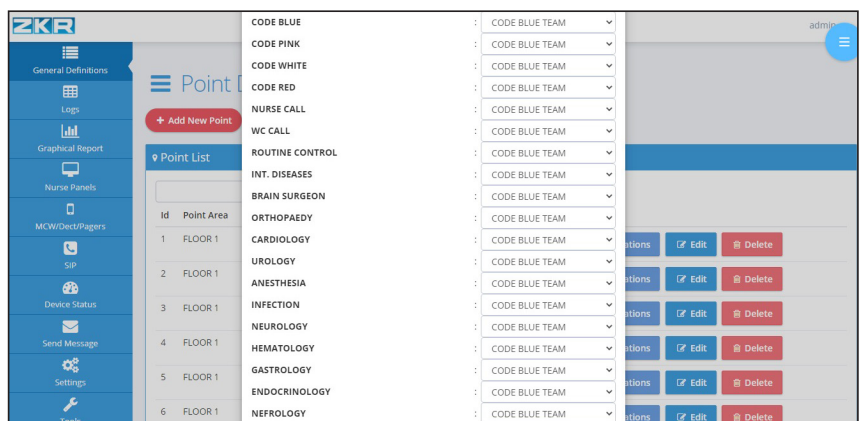 ZKR
admin
General Definitions
Logs
Graphical Report
Nurse Panels
MCW/Dect/Pagers
SIP
Device Status
Send Message
Settings
Tools
Point D
+ Add New Point
Point List
Id Point Area
1 FLOOR 1 ations Edit Delete
2 FLOOR 1 ations Edit Delete
3 FLOOR 1 ations Edit Delete
4 FLOOR 1 ations Edit Delete
5 FLOOR 1 ations Edit Delete
6 FLOOR 1 ations Edit Delete
CODE BLUE : CODE BLUE TEAM
CODE PINK : CODE BLUE TEAM
CODE WHITE : CODE BLUE TEAM
CODE RED : CODE BLUE TEAM
NURSE CALL : CODE BLUE TEAM
WC CALL : CODE BLUE TEAM
ROUTINE CONTROL : CODE BLUE TEAM
INT. DISEASES : CODE BLUE TEAM
BRAIN SURGEON : CODE BLUE TEAM
ORTHOPAEDY : CODE BLUE TEAM
CARDIOLOGY : CODE BLUE TEAM
UROLOGY : CODE BLUE TEAM
ANESTHESIA : CODE BLUE TEAM
INFECTION : CODE BLUE TEAM
NEUROLOGY : CODE BLUE TEAM
HEMATOLOGY : CODE BLUE TEAM
GASTROLOGY : CODE BLUE TEAM
ENDOCRINOLOGY : CODE BLUE TEAM
NEFROLOGY : CODE BLUE TEAM